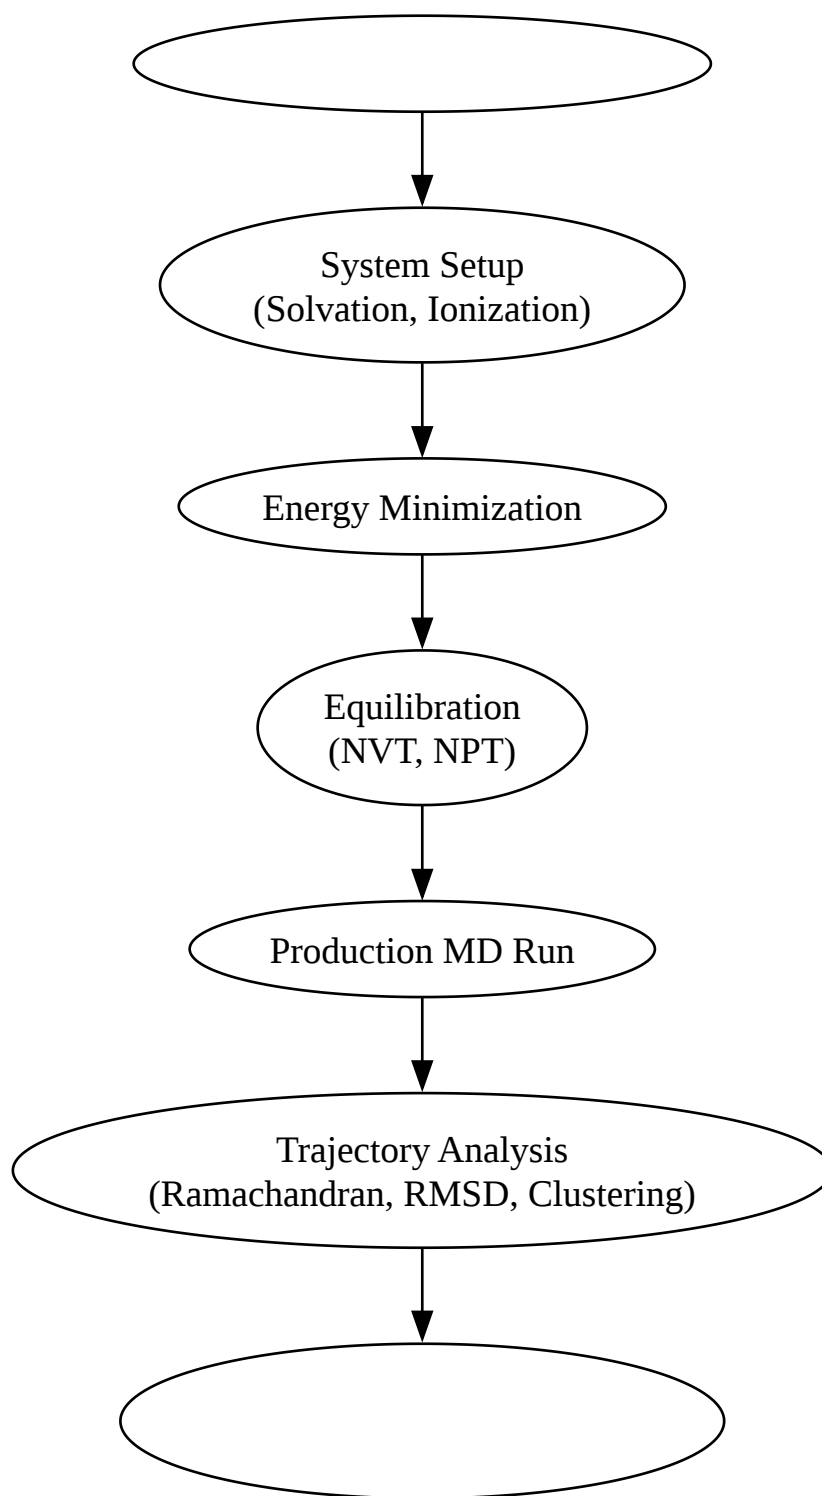 System Setup
(Solvation, Ionization)
Energy Minimization
Equilibration
(NVT, NPT)
Production MD Run
Trajectory Analysis
(Ramachandran, RMSD, Clustering)